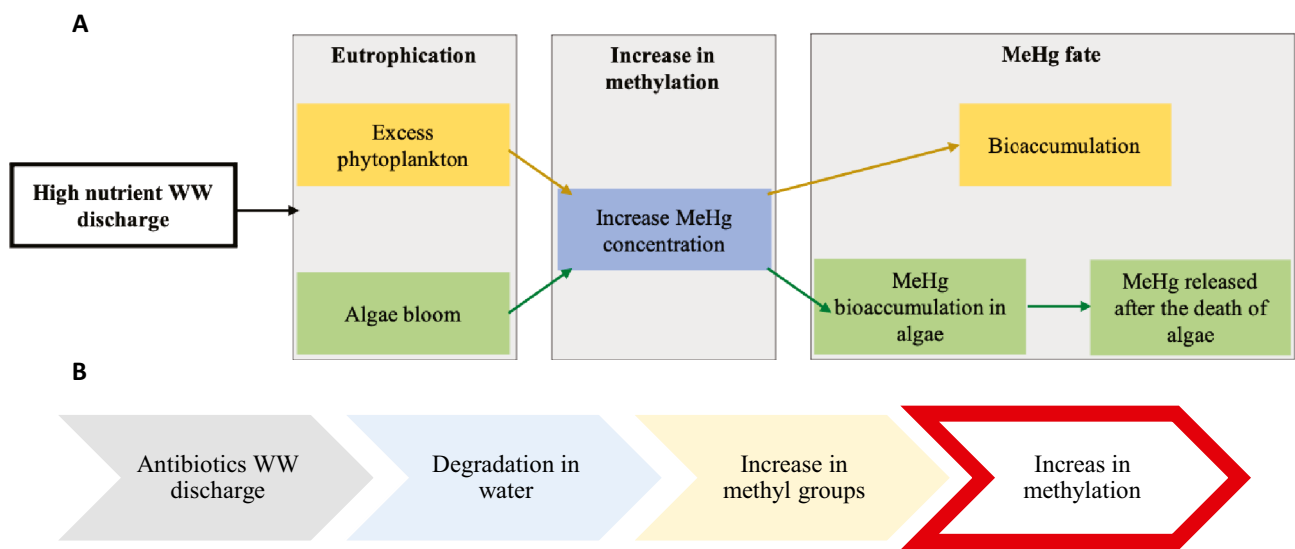 A
Eutrophication
Increase in
methylation
MeHg fate
Excess
phytoplankton
Bioaccumulation
High nutrient WW
discharge
Increase MeHg
concentration
Algae bloom
MeHg
bioaccumulation in
algae
MeHg released
after the death of
algae
B
Antibiotics WW
discharge
Degradation in
water
Increase in
methyl groups
Increas in
methylation